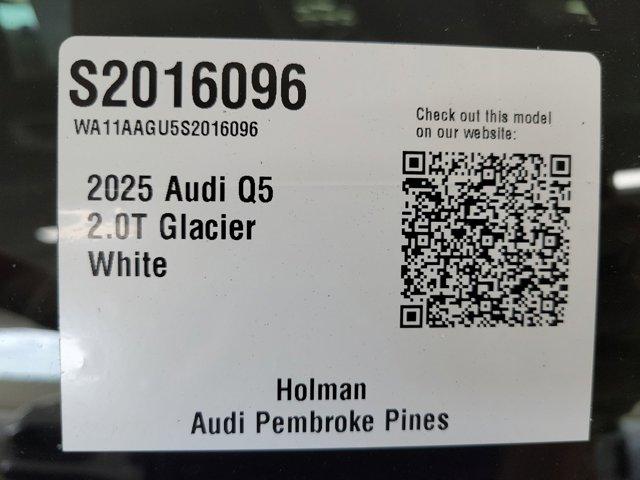 S2016096
WA11AAGU5S2016096
Check out this model
on our website:
2025 Audi Q5
2.0T Glacier
White
Holman
Audi Pembroke Pines